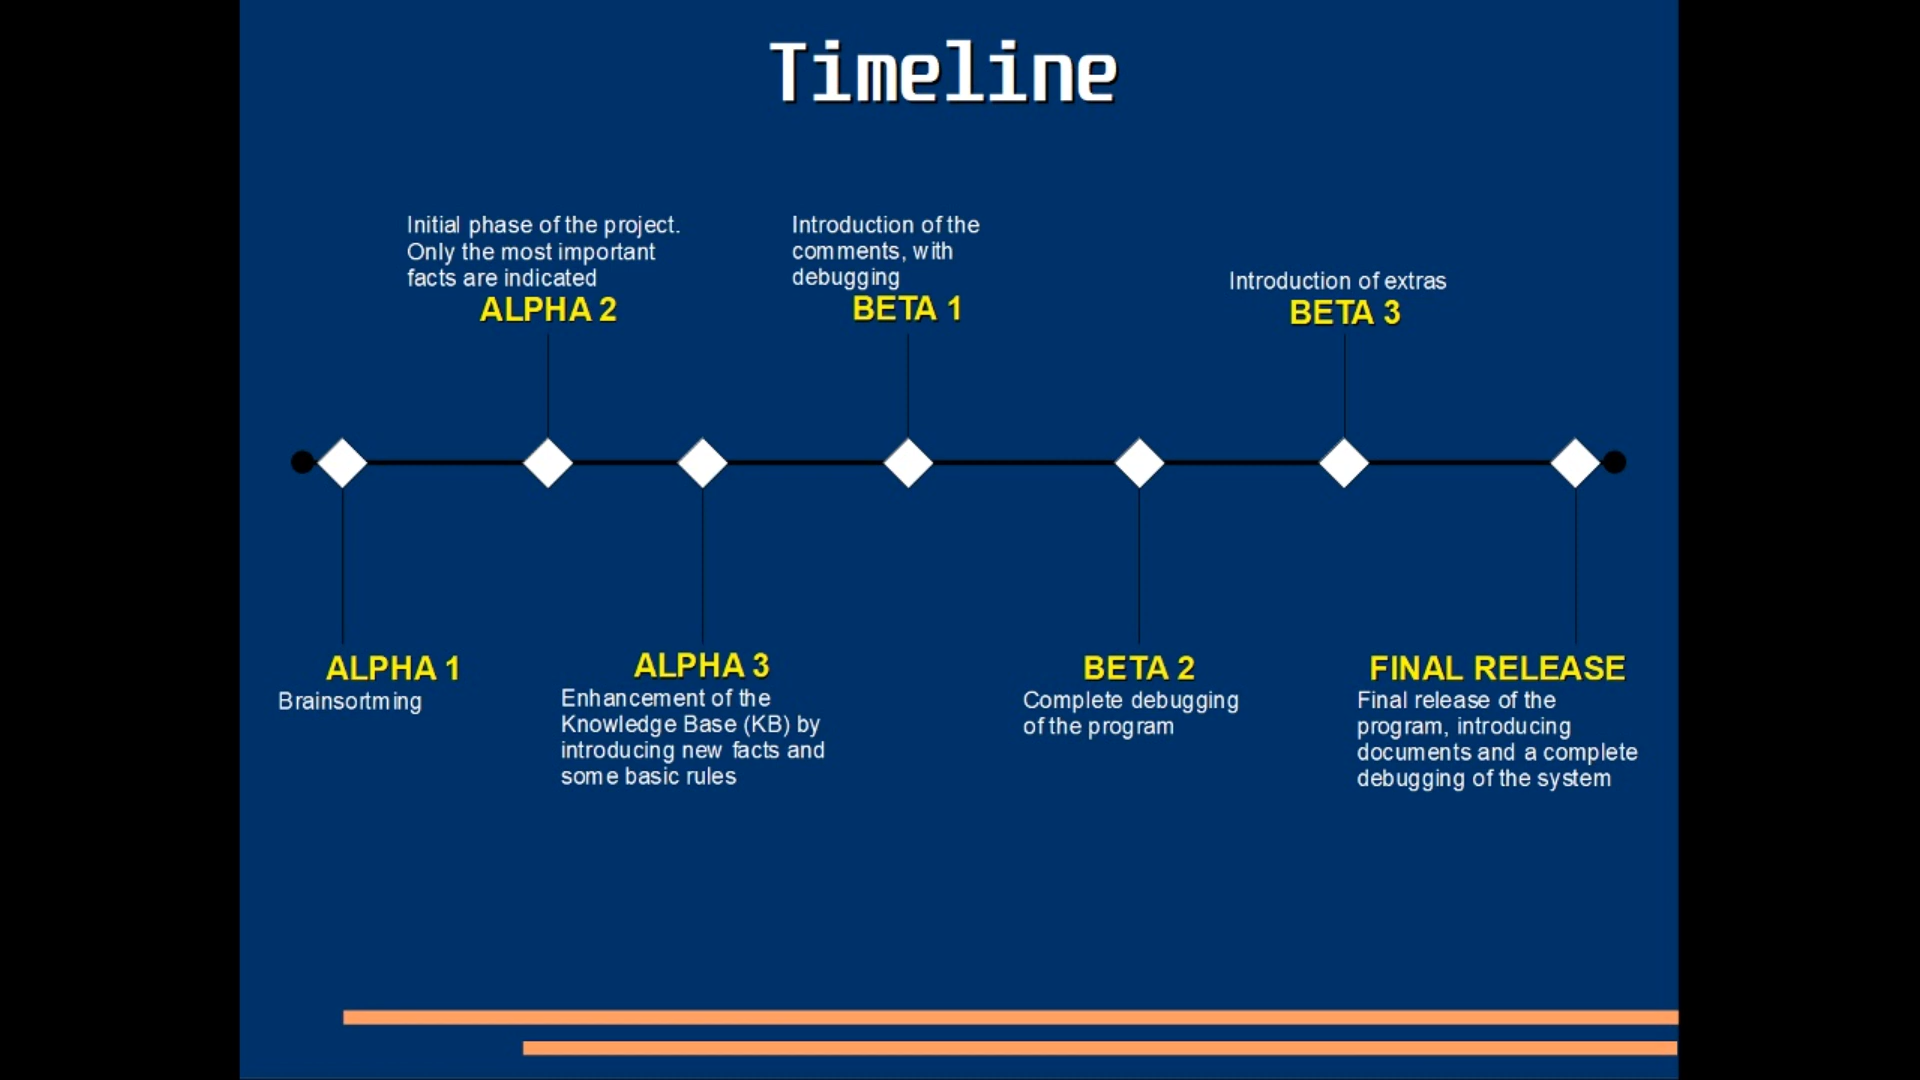 Timeline
Initial phase of the project.
Only the most important
facts are indicated
ALPHA 2
Introduction of the
comments, with
debugging
BETA 1
Introduction of extras
BETA 3
ALPHA 1
Brainsortming
ALPHA 3
Enhancement of the
Knowledge Base (KB) by
introducing new facts and
some basic rules
BETA 2
Complete debugging
of the program
FINAL RELEASE
Final release of the
program, introducing
documents and a complete
debugging of the system